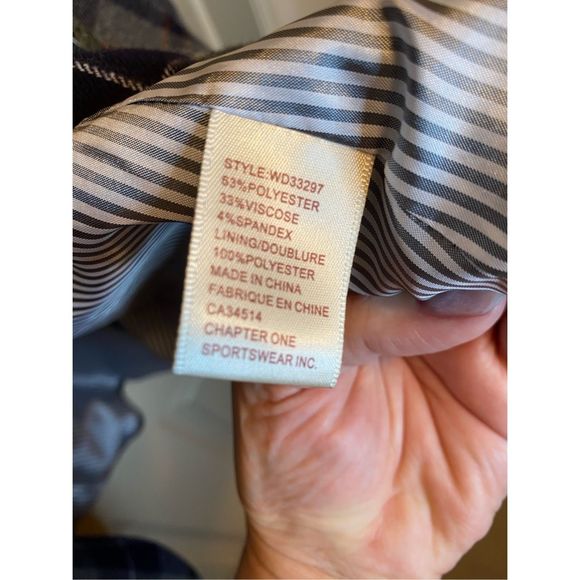 STYLE:WD33297
63%POLYESTER
33%VISCOSE
4%SPANDEX
LINING/DOUBLURE
100%POLYESTER
MADE IN CHINA
FABRIQUE EN CHINE
CA34514
CHAPTER ONE
SPORTSWEAR INC.